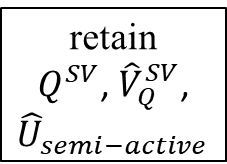 retain
$Q^{SV}, \hat{V}_Q^{SV},$
$\hat{U}_{semi-active}$